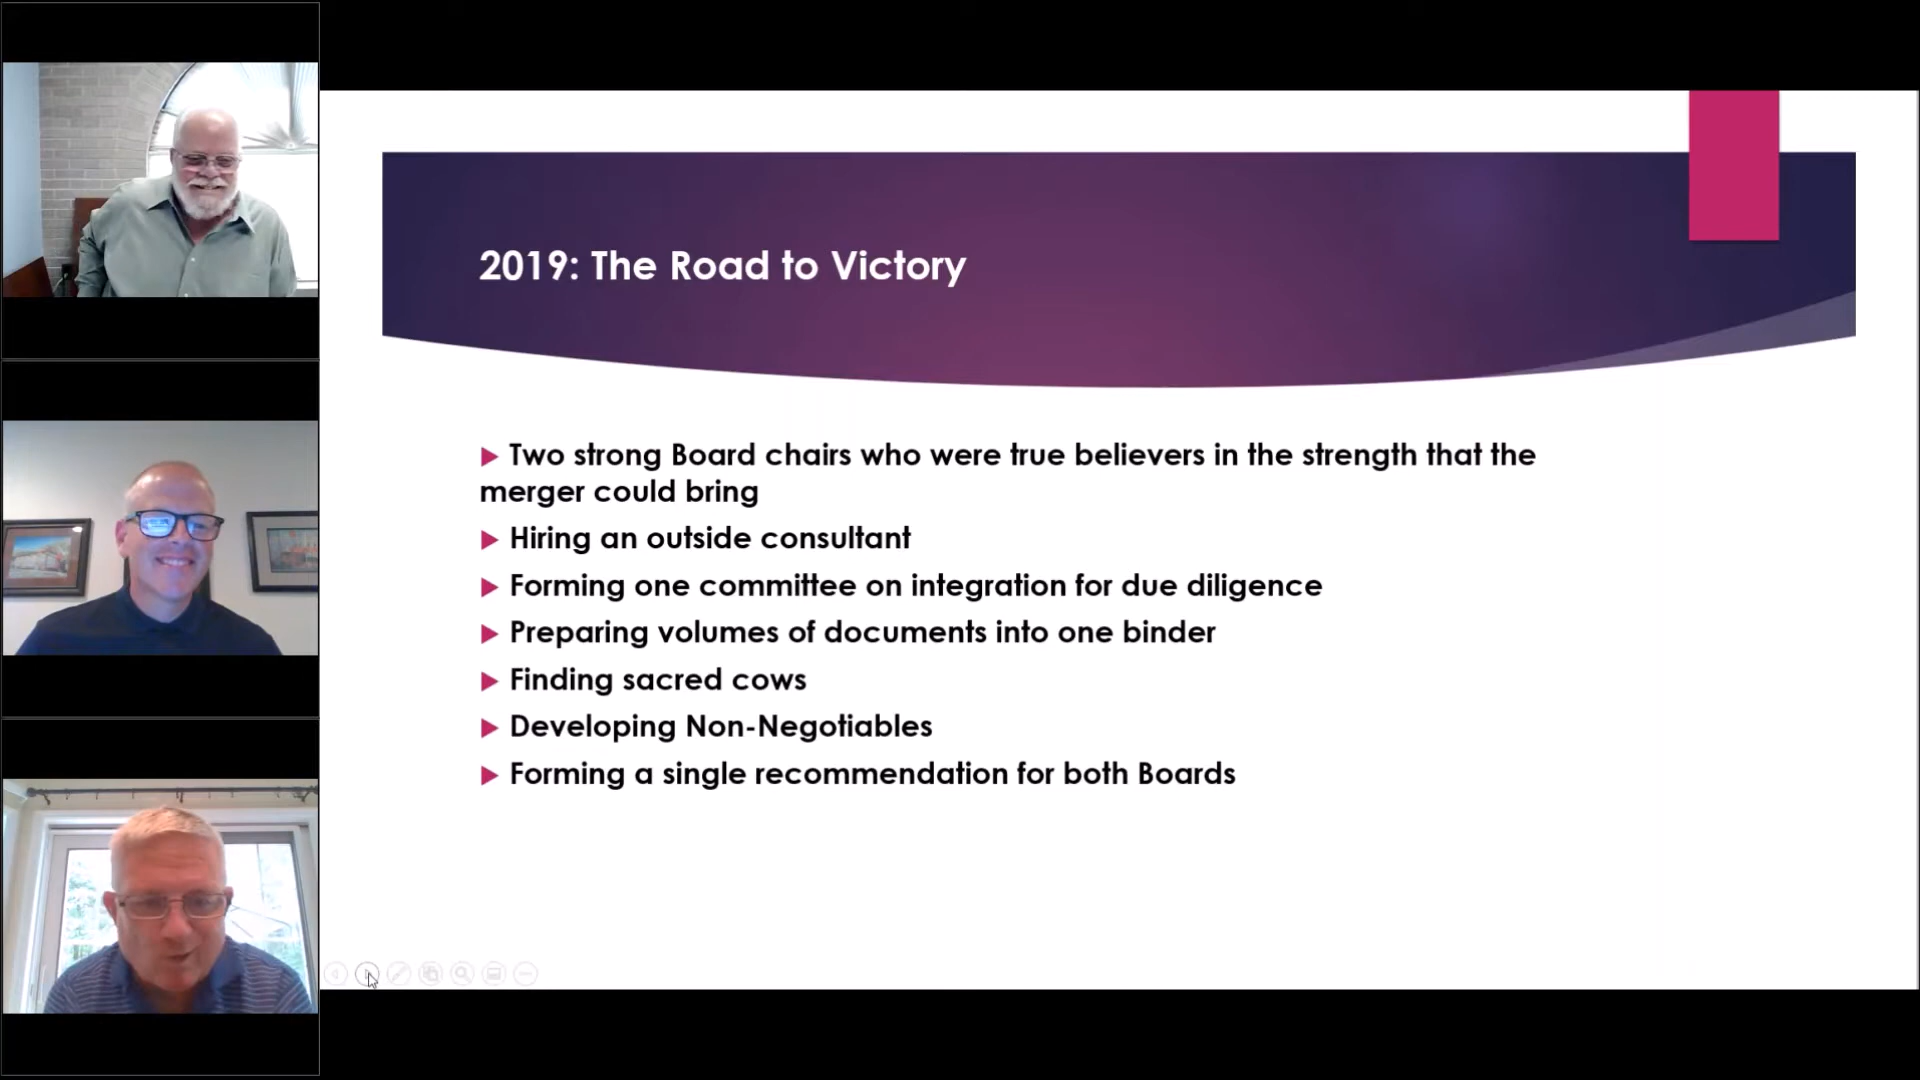 2019: The Road to Victory
Two strong Board chairs who were true believers in the strength that the
merger could bring
Hiring an outside consultant
Forming one committee on integration for due diligence
Preparing volumes of documents into one binder
Finding sacred cows
Developing Non-Negotiables
Forming a single recommendation for both Boards